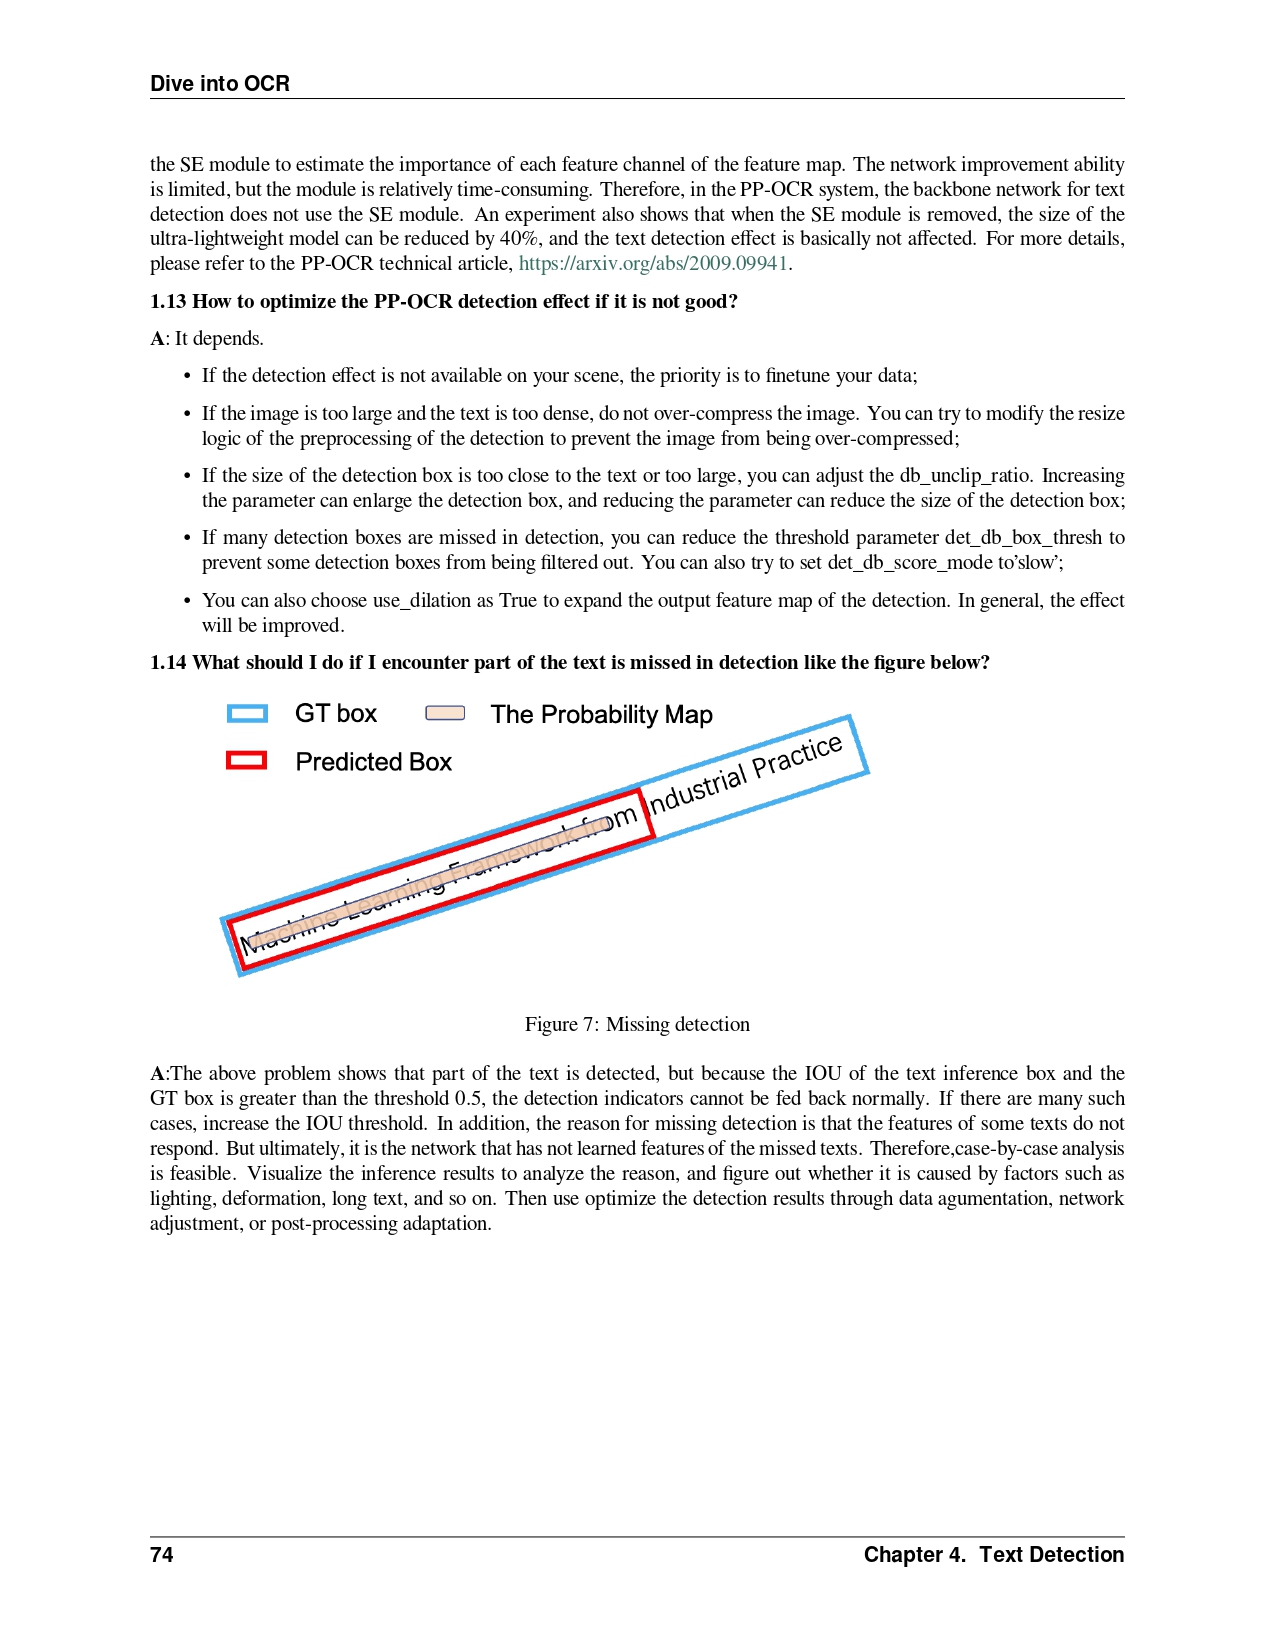 Dive into OCR
the SE module to estimate the importance of each feature channel of the feature map. The network improvement ability
is limited, but the module is relatively time-consuming. Therefore, in the PP-OCR system, the backbone network for text
detection does not use the SE module. An experiment also shows that when the SE module is removed, the size of the
ultra-lightweight model can be reduced by 40%, and the text detection effect is basically not affected. For more details,
please refer to the PP-OCR technical article, https://arxiv.org/abs/2009.09941.
1.13 How to optimize the PP-OCR detection effect if it is not good?
A: It depends.
• If the detection effect is not available on your scene, the priority is to finetune your data;
• If the image is too large and the text is too dense, do not over-compress the image. You can try to modify the resize
logic of the preprocessing of the detection to prevent the image from being over-compressed;
• If the size of the detection box is too close to the text or too large, you can adjust the db_unclip_ratio. Increasing
the parameter can enlarge the detection box, and reducing the parameter can reduce the size of the detection box;
• If many detection boxes are missed in detection, you can reduce the threshold parameter det_db_box_thresh to
prevent some detection boxes from being filtered out. You can also try to set det_db_score_mode to’slow’;
• You can also choose use_dilation as True to expand the output feature map of the detection. In general, the effect
will be improved.
1.14 What should I do if I encounter part of the text is missed in detection like the figure below?
GT box The Probability Map
Predicted Box
Machine Learning Framework from Industrial Practice
Figure 7: Missing detection
A:The above problem shows that part of the text is detected, but because the IOU of the text inference box and the
GT box is greater than the threshold 0.5, the detection indicators cannot be fed back normally. If there are many such
cases, increase the IOU threshold. In addition, the reason for missing detection is that the features of some texts do not
respond. But ultimately, it is the network that has not learned features of the missed texts. Therefore,case-by-case analysis
is feasible. Visualize the inference results to analyze the reason, and figure out whether it is caused by factors such as
lighting, deformation, long text, and so on. Then use optimize the detection results through data agumentation, network
adjustment, or post-processing adaptation.
74 Chapter 4. Text Detection